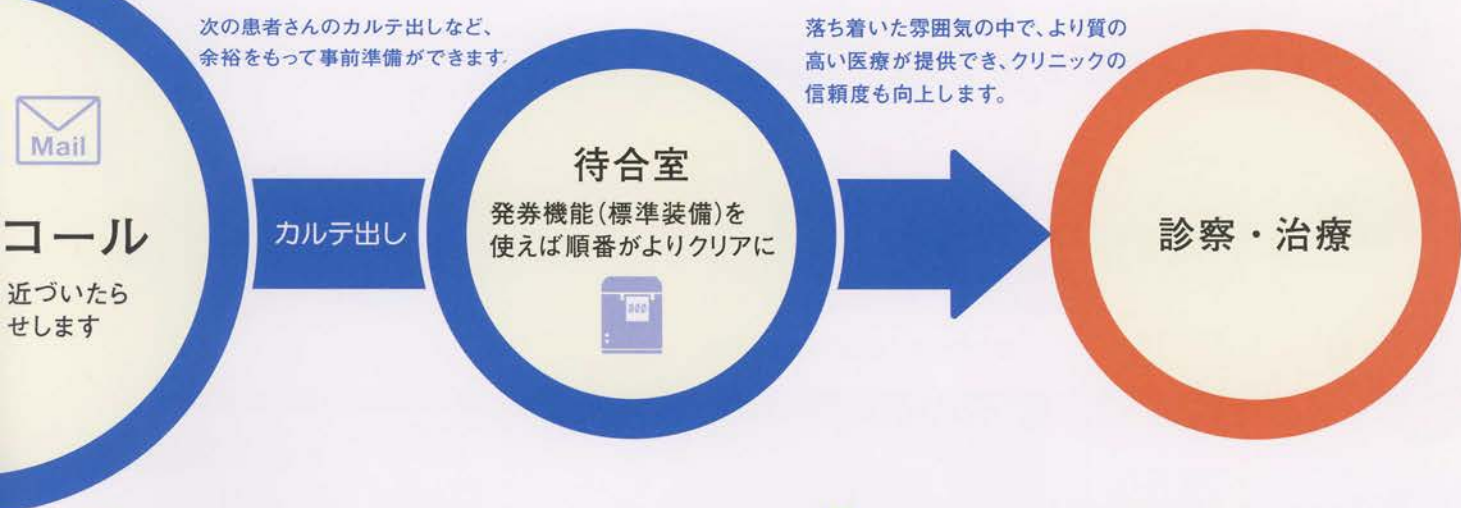 次の患者さんのカルテ出しなど、
余裕をもって事前準備ができます.
落ち着いた雰囲気の中で、より質の
高い医療が提供でき、クリニックの
信頼度も向上します。
Mail
コール
近づいたら
せします
カルテ出し
待合室
発券機能(標準装備)を
使えば順番がよりクリアに
000
診察・治療